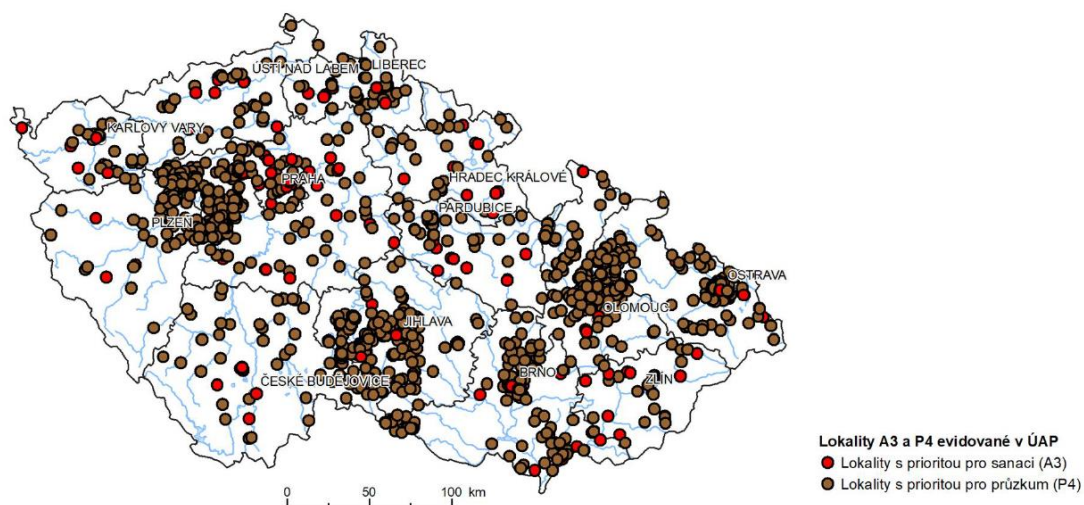 ÚSTÍ NAD LABEM
LIBEREC
KARLOVY VARY
PRAHA
HRADEC KRÁLOVÉ
PARDUBICE
PLZEŇ
OSTRAVA
OLOMOUC
JIHLAVA
BRNO
ZLÍN
ČESKÉ BUDĚJOVICE
Lokality A3 a P4 evidované v ÚAP
Lokality s prioritou pro sanaci (A3)
Lokality s prioritou pro průzkum (P4)
0 50 100 km